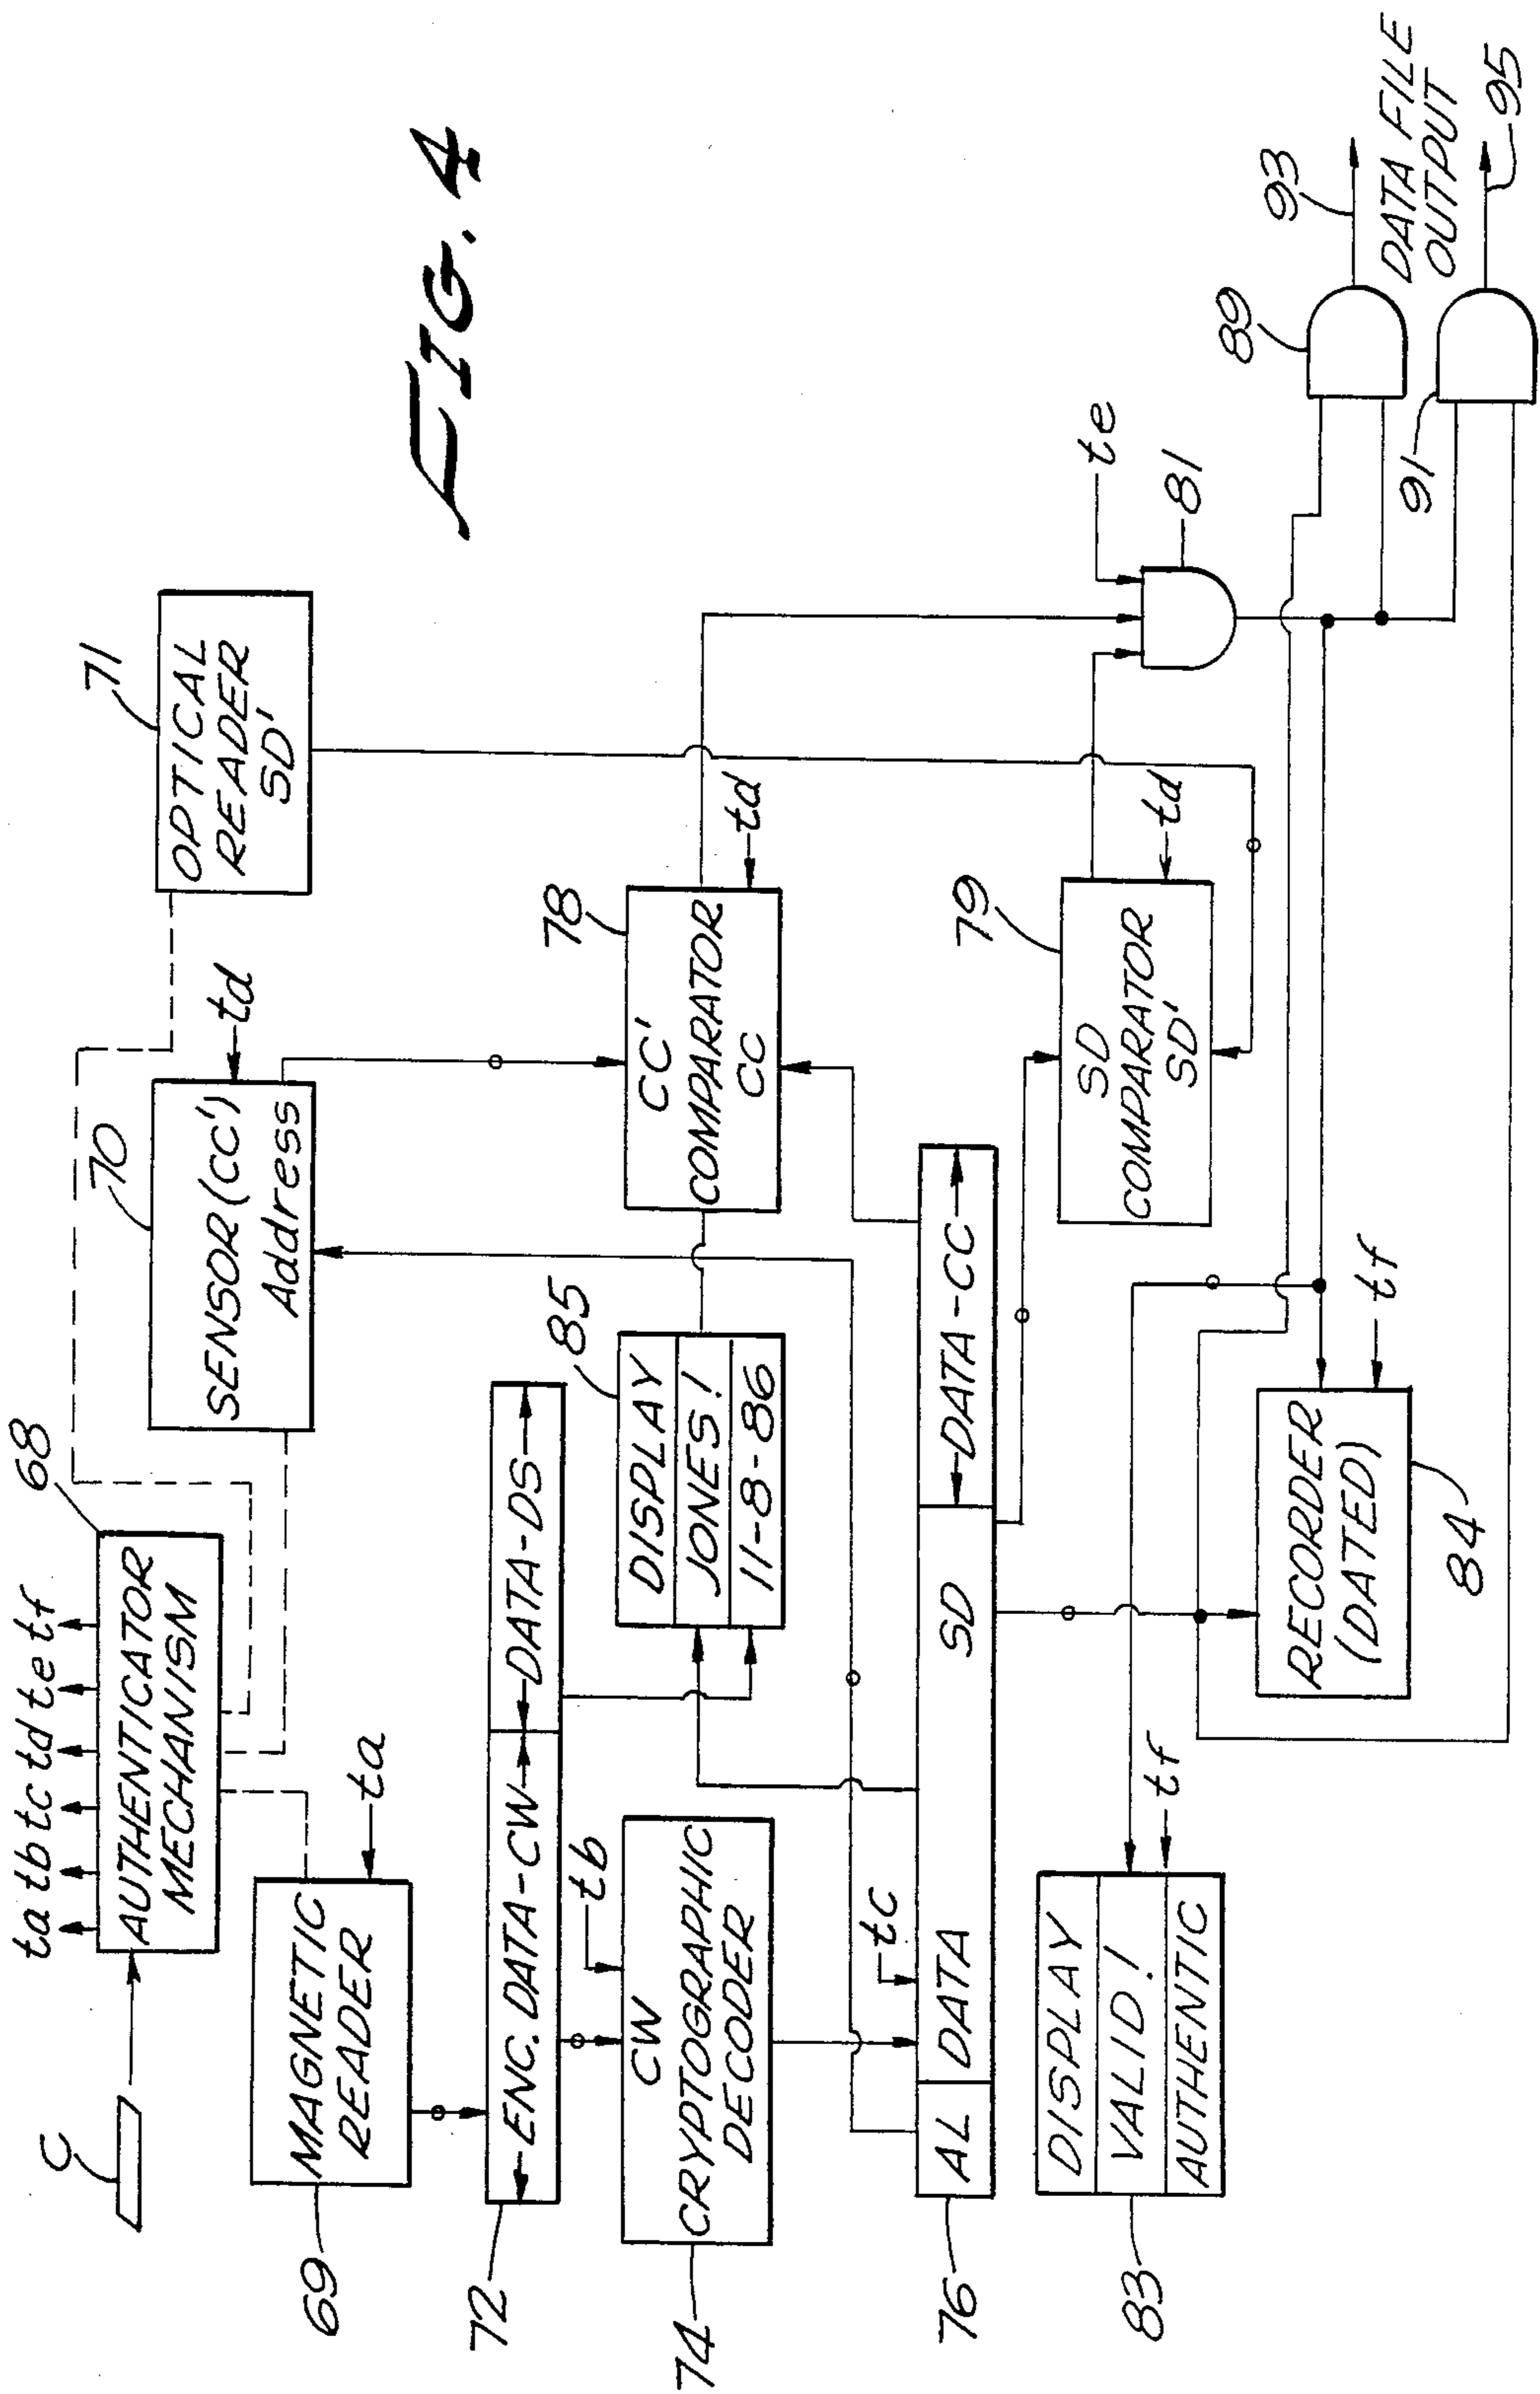 FIG. 4
C
ta tb tc td te tf
68
AUTHENTICATOR
MECHANISM
69
MAGNETIC
READER
ta
70
SENSOR (CC')
Address
td
71
OPTICAL
READER
SD'
72
ENC. DATA-CW
DATA-DS
tb
74
CW
CRYPTOGRAPHIC
DECODER
85
DISPLAY
JONES!
11-8-86
78
CC'
COMPARATOR
CC
td
tc
76
AL
DATA
SD
DATA-CC
79
SD
COMPARATOR
SD'
td
te
81
83
DISPLAY
VALID!
AUTHENTIC
tf
RECORDER
(DATED)
84
tf
89
93
DATA FILE
OUTPUT
91
95